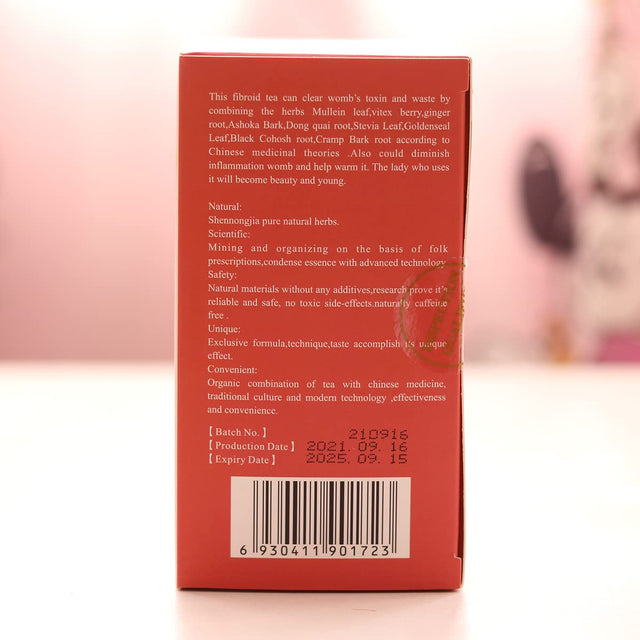 This fibroid tea can clear womb's toxin and waste by
combining the herbs Mullein leaf,vitex berry,ginger
root,Ashoka Bark,Dong quai root,Stevia Leaf,Goldenseal
Leaf,Black Cohosh root,Cramp Bark root according to
Chinese medicinal theories .Also could diminish
inflammation womb and help warm it. The lady who uses
it will become beauty and young.
Natural:
Shennongjia pure natural herbs.
Scientific:
Mining and organizing on the basis of folk
prescriptions,condense essence with advanced technology.
Safety:
Natural materials without any additives,research prove it's
reliable and safe, no toxic side-effects.naturally caffeine
free .
Unique:
Exclusive formula,technique,taste accomplish its unique
effect.
Convenient:
Organic combination of tea with chinese medicine,
traditional culture and modern technology ,effectiveness
and convenience.
【Batch No.】 210916
【Production Date】 2021. 09. 16
【Expiry Date】 2025. 09. 15
6 930411 901723